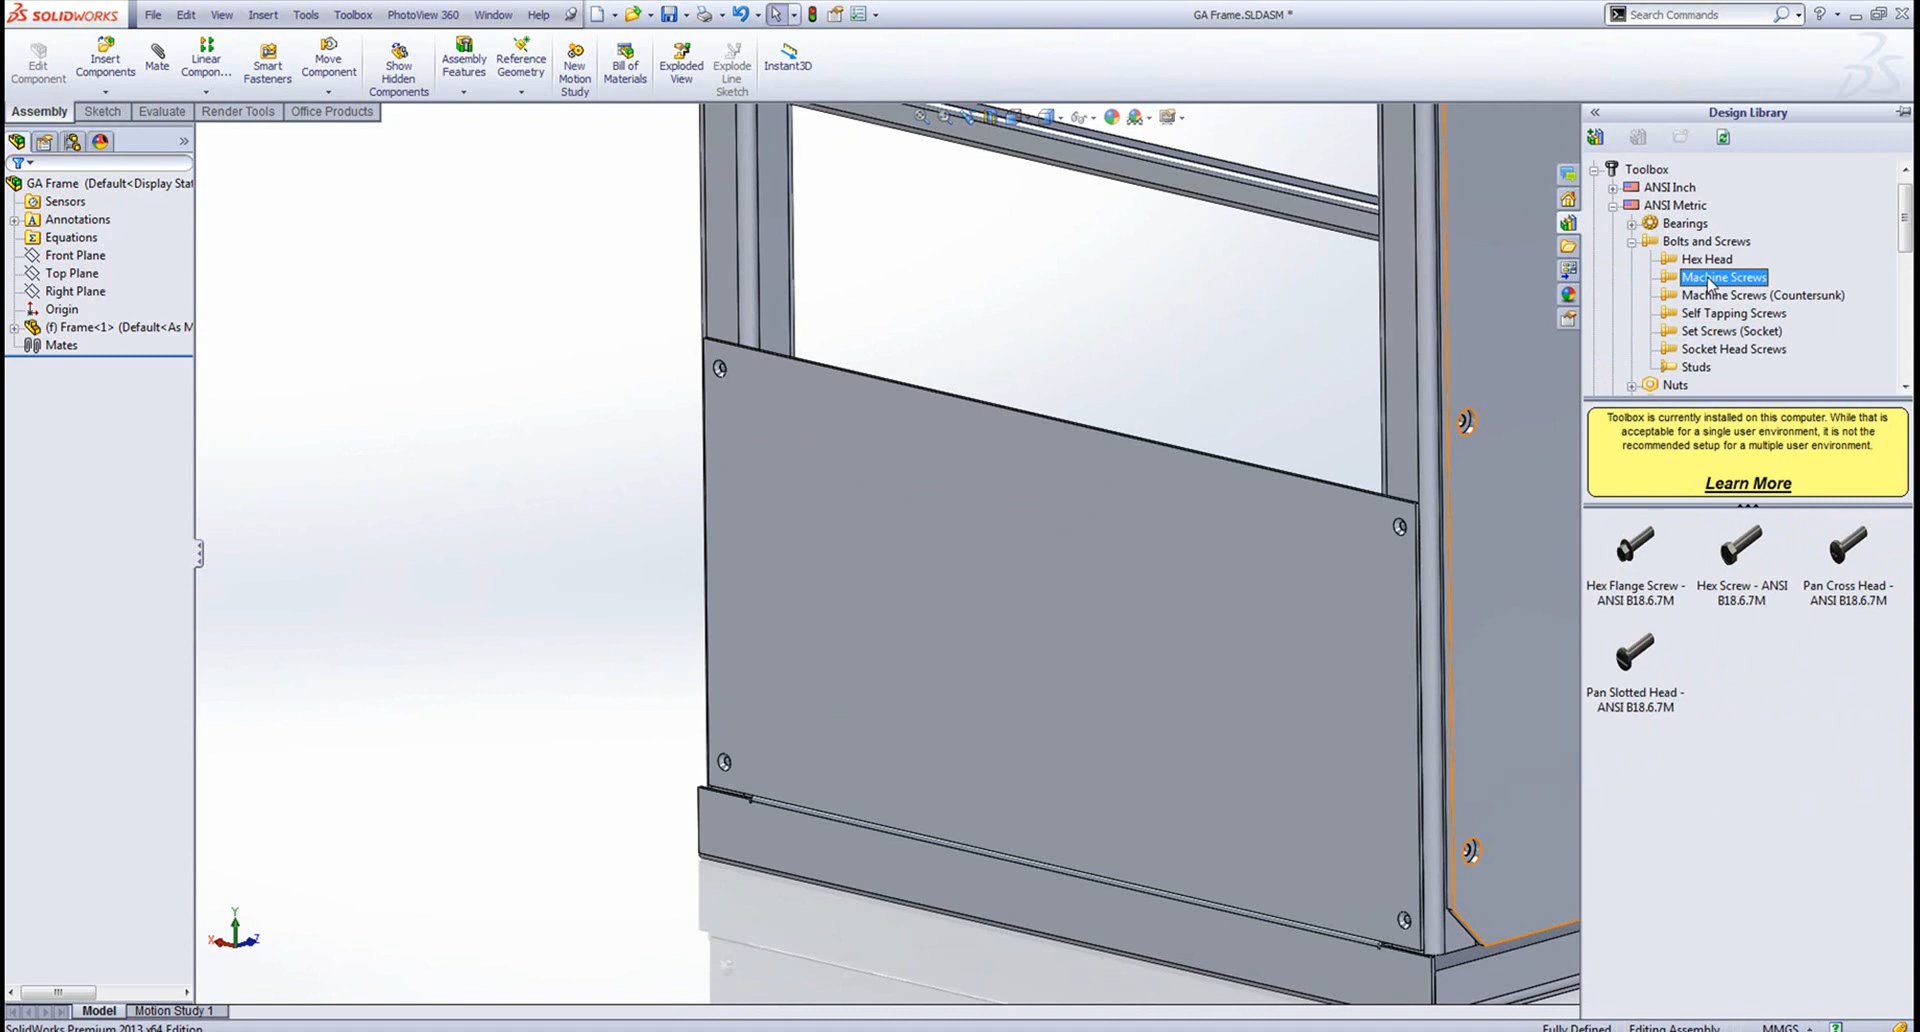 SOLIDWORKS File Edit View Insert Tools Toolbox PhotoView 360 Window Help GA Frame.SLDASM * Search Commands
Edit Component
Insert Components
Mate
Linear Compon...
Smart Fasteners
Move Component
Show Hidden Components
Assembly Features
Reference Geometry
New Motion Study
Bill of Materials
Exploded View
Explode Line Sketch
Instant3D
Assembly Sketch Evaluate Render Tools Office Products
GA Frame (Default<Display Stat
Sensors
Annotations
Equations
Front Plane
Top Plane
Right Plane
Origin
(f) Frame<1> (Default<As M
Mates
Y
X
Z
Design Library
Toolbox
ANSI Inch
ANSI Metric
Bearings
Bolts and Screws
Hex Head
Machine Screws
Machine Screws (Countersunk)
Self Tapping Screws
Set Screws (Socket)
Socket Head Screws
Studs
Nuts
Toolbox is currently installed on this computer. While that is
acceptable for a single user environment, it is not the
recommended setup for a multiple user environment.
Learn More
Hex Flange Screw -
ANSI B18.6.7M
Hex Screw - ANSI
B18.6.7M
Pan Cross Head -
ANSI B18.6.7M
Pan Slotted Head -
ANSI B18.6.7M
Model Motion Study 1
SolidWorks Premium 2013 x64 Edition Fully Defined Editing Assembly MMGS